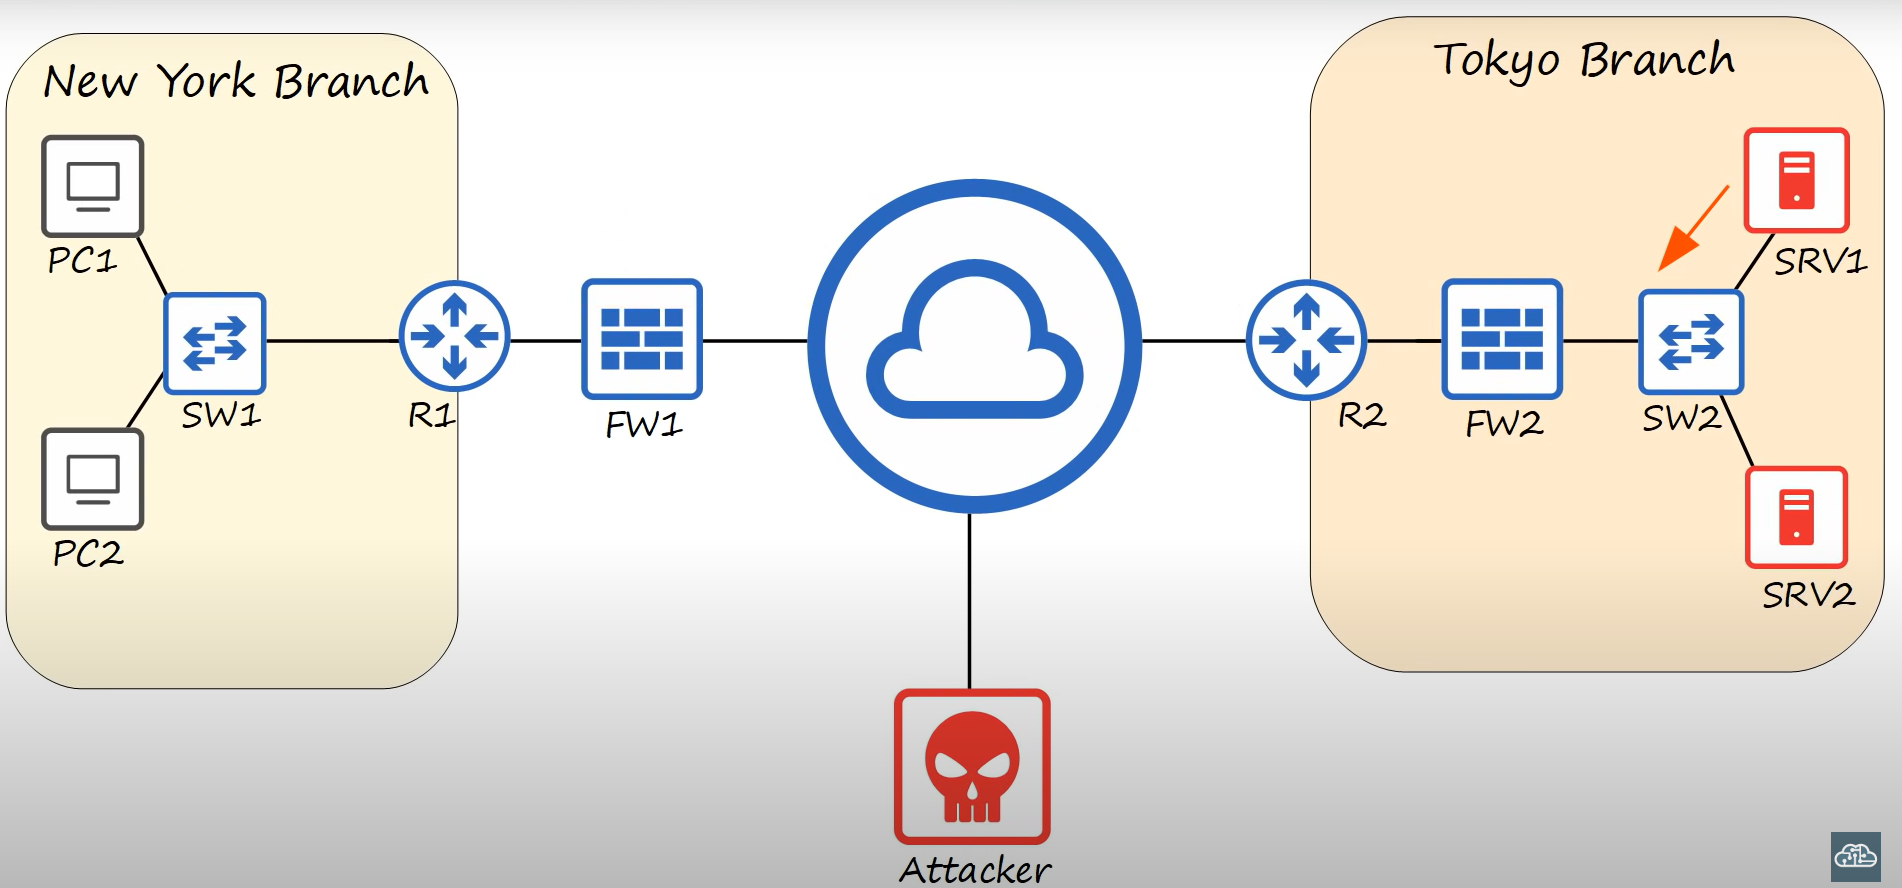 New York Branch
Tokyo Branch
PC1
SRV1
SW1
R1
FW1
R2
FW2
SW2
PC2
SRV2
Attacker